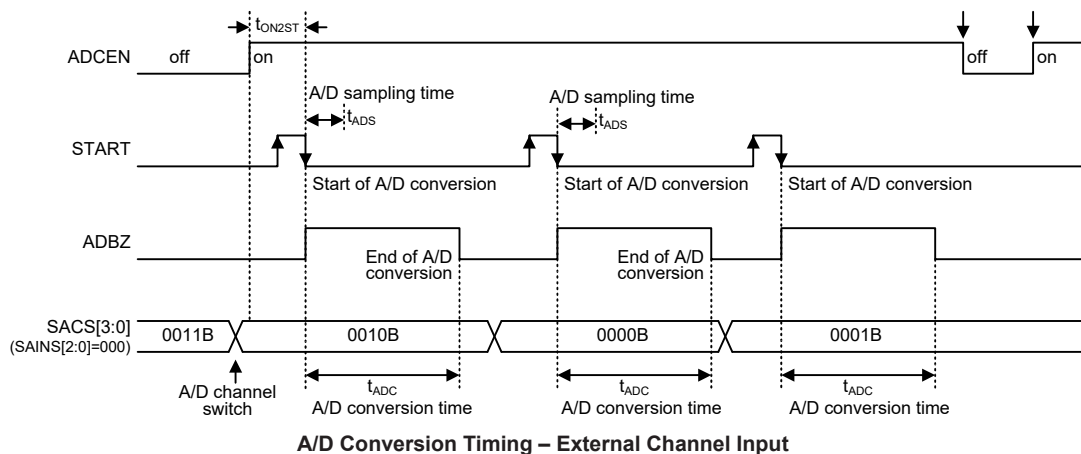 tON2ST
ADCEN
off
on
off
on
A/D sampling time
tADS
A/D sampling time
tADS
START
Start of A/D conversion
Start of A/D conversion
Start of A/D conversion
ADBZ
End of A/D
conversion
End of A/D
conversion
SACS[3:0]
(SAINS[2:0]=000)
0011B
0010B
0000B
0001B
A/D channel
switch
tADC
A/D conversion time
tADC
A/D conversion time
tADC
A/D conversion time
A/D Conversion Timing – External Channel Input